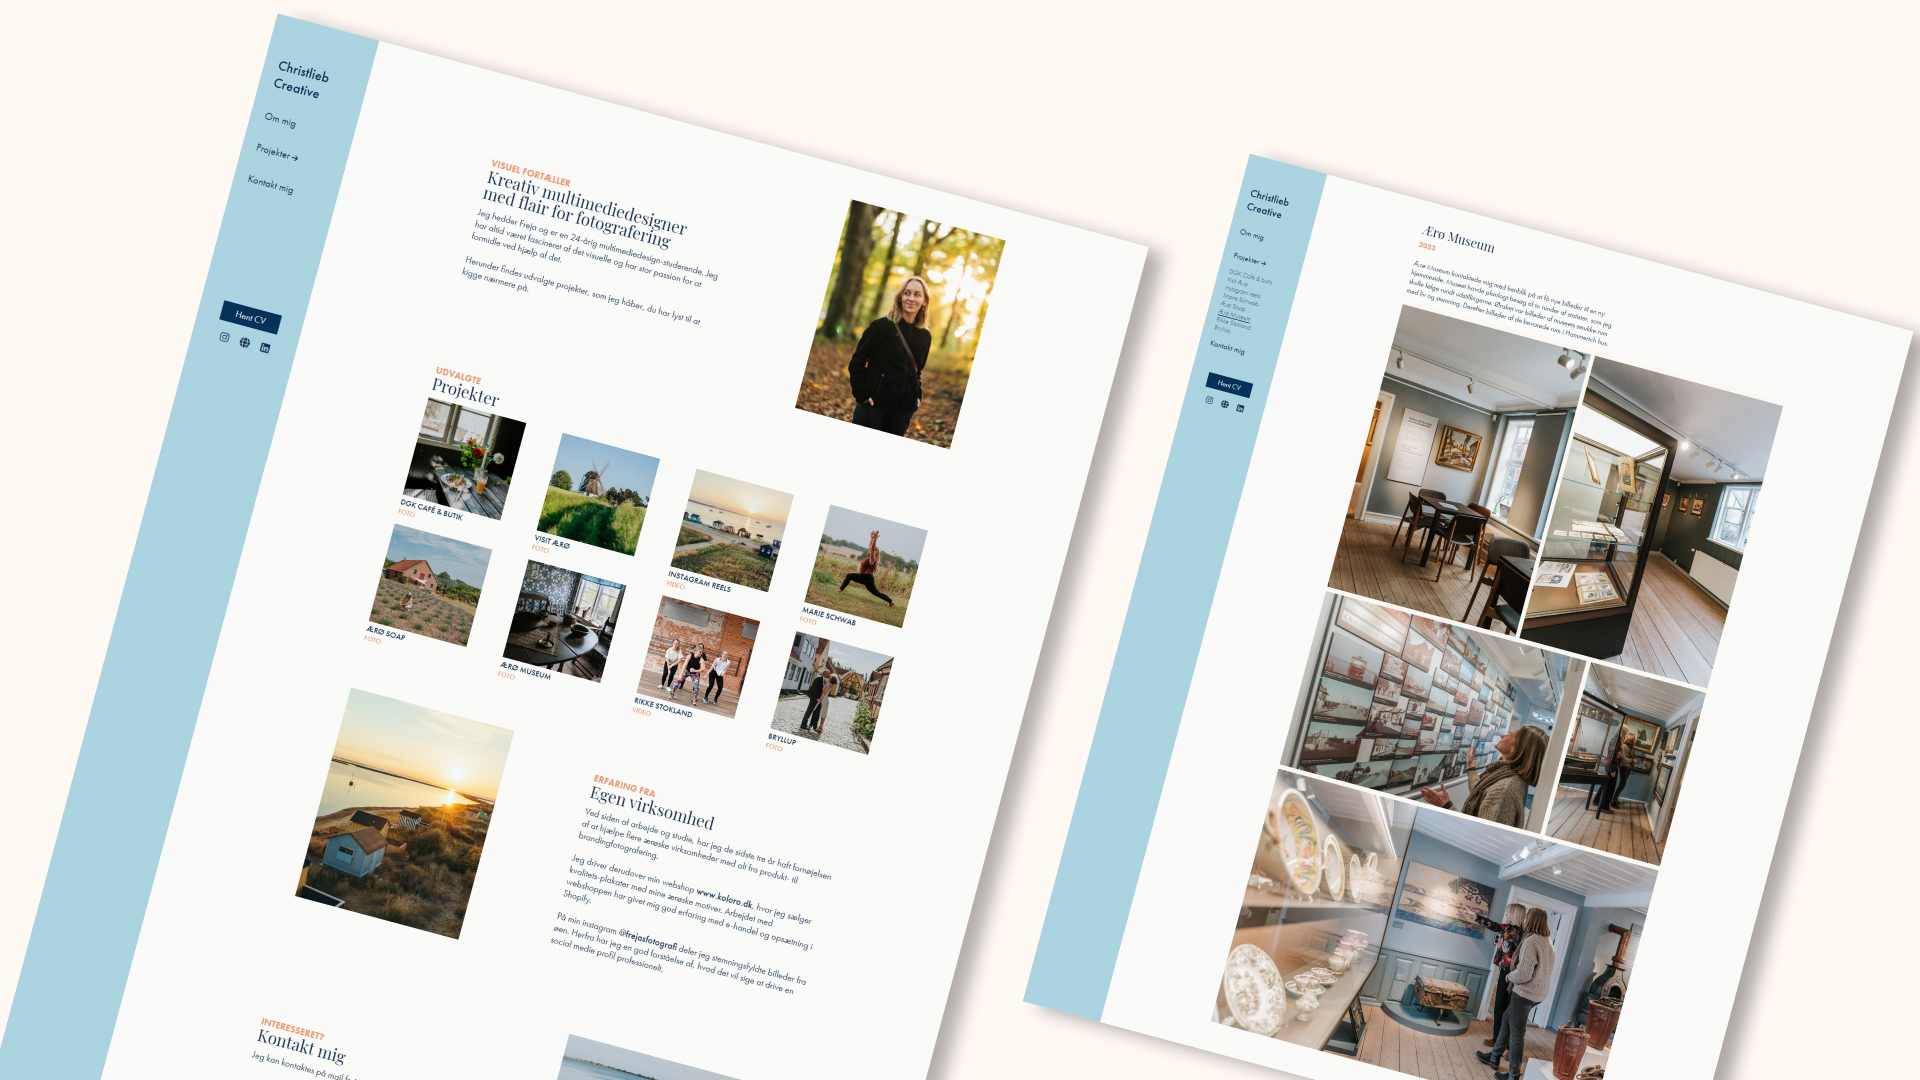 Christlieb
Creative
Om mig
Projekter →
Kontakt mig
Hent CV
VISUEL FORTÆLLER
Kreativ multimediedesigner
med flair for fotografering
Jeg hedder Freja og er en 24-årig multimediedesign-studerende. Jeg
har altid været fascineret af det visuelle og har stor passion for at
formidle ved hjælp af det.
Herunder findes udvalgte projekter, som jeg håber, du har lyst til at
kigge nærmere på.
UDVALGTE
Projekter
DGK CAFÉ & BUTIK
FOTO
VISIT ÆRØ
FOTO
INSTAGRAM REELS
VIDEO
MARIE SCHWAB
FOTO
ÆRØ SOAP
FOTO
ÆRØ MUSEUM
FOTO
RIKKE STOKLAND
VIDEO
BRYLLUP
FOTO
ERFARING FRA
Egen virksomhed
Ved siden af arbejde og studie, har jeg de sidste tre år haft fornøjelsen
af at hjælpe flere ærøske virksomheder med alt fra produkt- til
brandingfotografering.
Jeg driver derudover min webshop www.koloro.dk, hvor jeg sælger
kvalitets-plakater med mine ærøske motiver. Arbejdet med
webshoppen har givet mig god erfaring med e-handel og opsætning i
Shopify.
På min instagram @frejasfotografi deler jeg stemningsfyldte billeder fra
øen. Herfra har jeg en god forståelse af, hvad det vil sige at drive en
social medie profil professionelt.
INTERESSERET?
Kontakt mig
Jeg kan kontaktes på mail
Christlieb
Creative
Om mig
Projekter →
DGK Café & butik
Visit Ærø
Instagram reels
Marie Schwab
Ærø Soap
Ærø Museum
Rikke Stokland
Bryllup
Kontakt mig
Hent CV
Ærø Museum
2023
Ærø Museum kontaktede mig med henblik på at få nye billeder til en ny
hjemmeside. Museet havde planlagt besøg af to runder af statister, som jeg
skulle følge rundt udstillingerne. Ønsket var billeder af museets smukke rum
med liv og stemning. Derefter billeder af de bevarede rum i Hammerich hus.